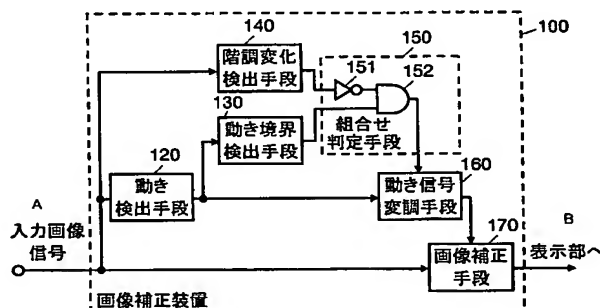 100
140
階調変化
検出手段
150
151
152
130
動き境界
検出手段
組合せ
判定手段
120
動き
検出手段
160
動き信号
変調手段
A
入力画像
信号
170
画像補正
手段
B
表示部へ
画像補正装置